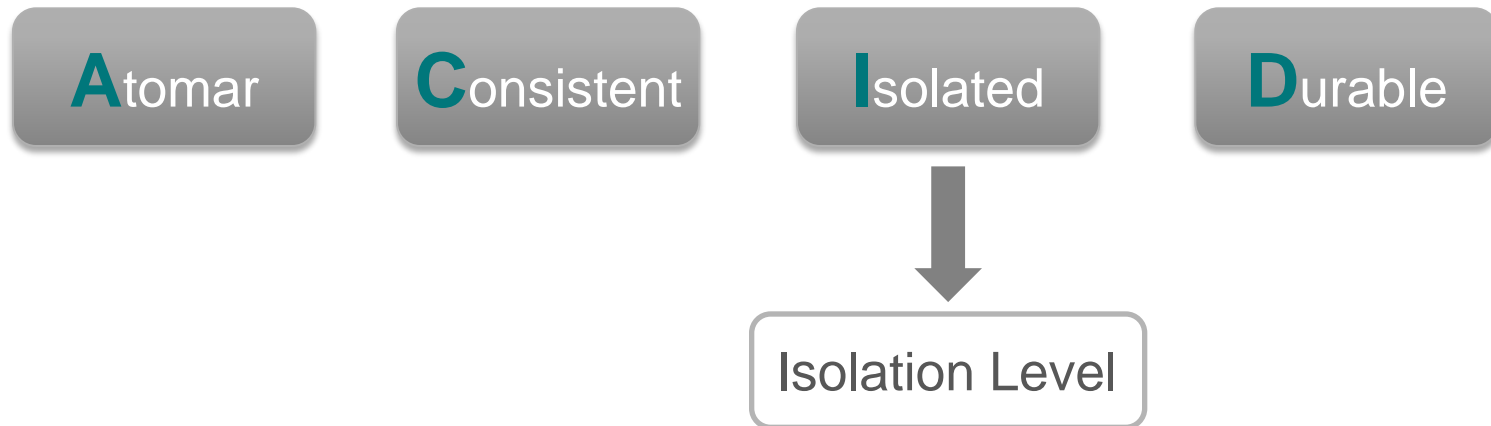 Atomar
Consistent
Isolated
Durable
Isolation Level